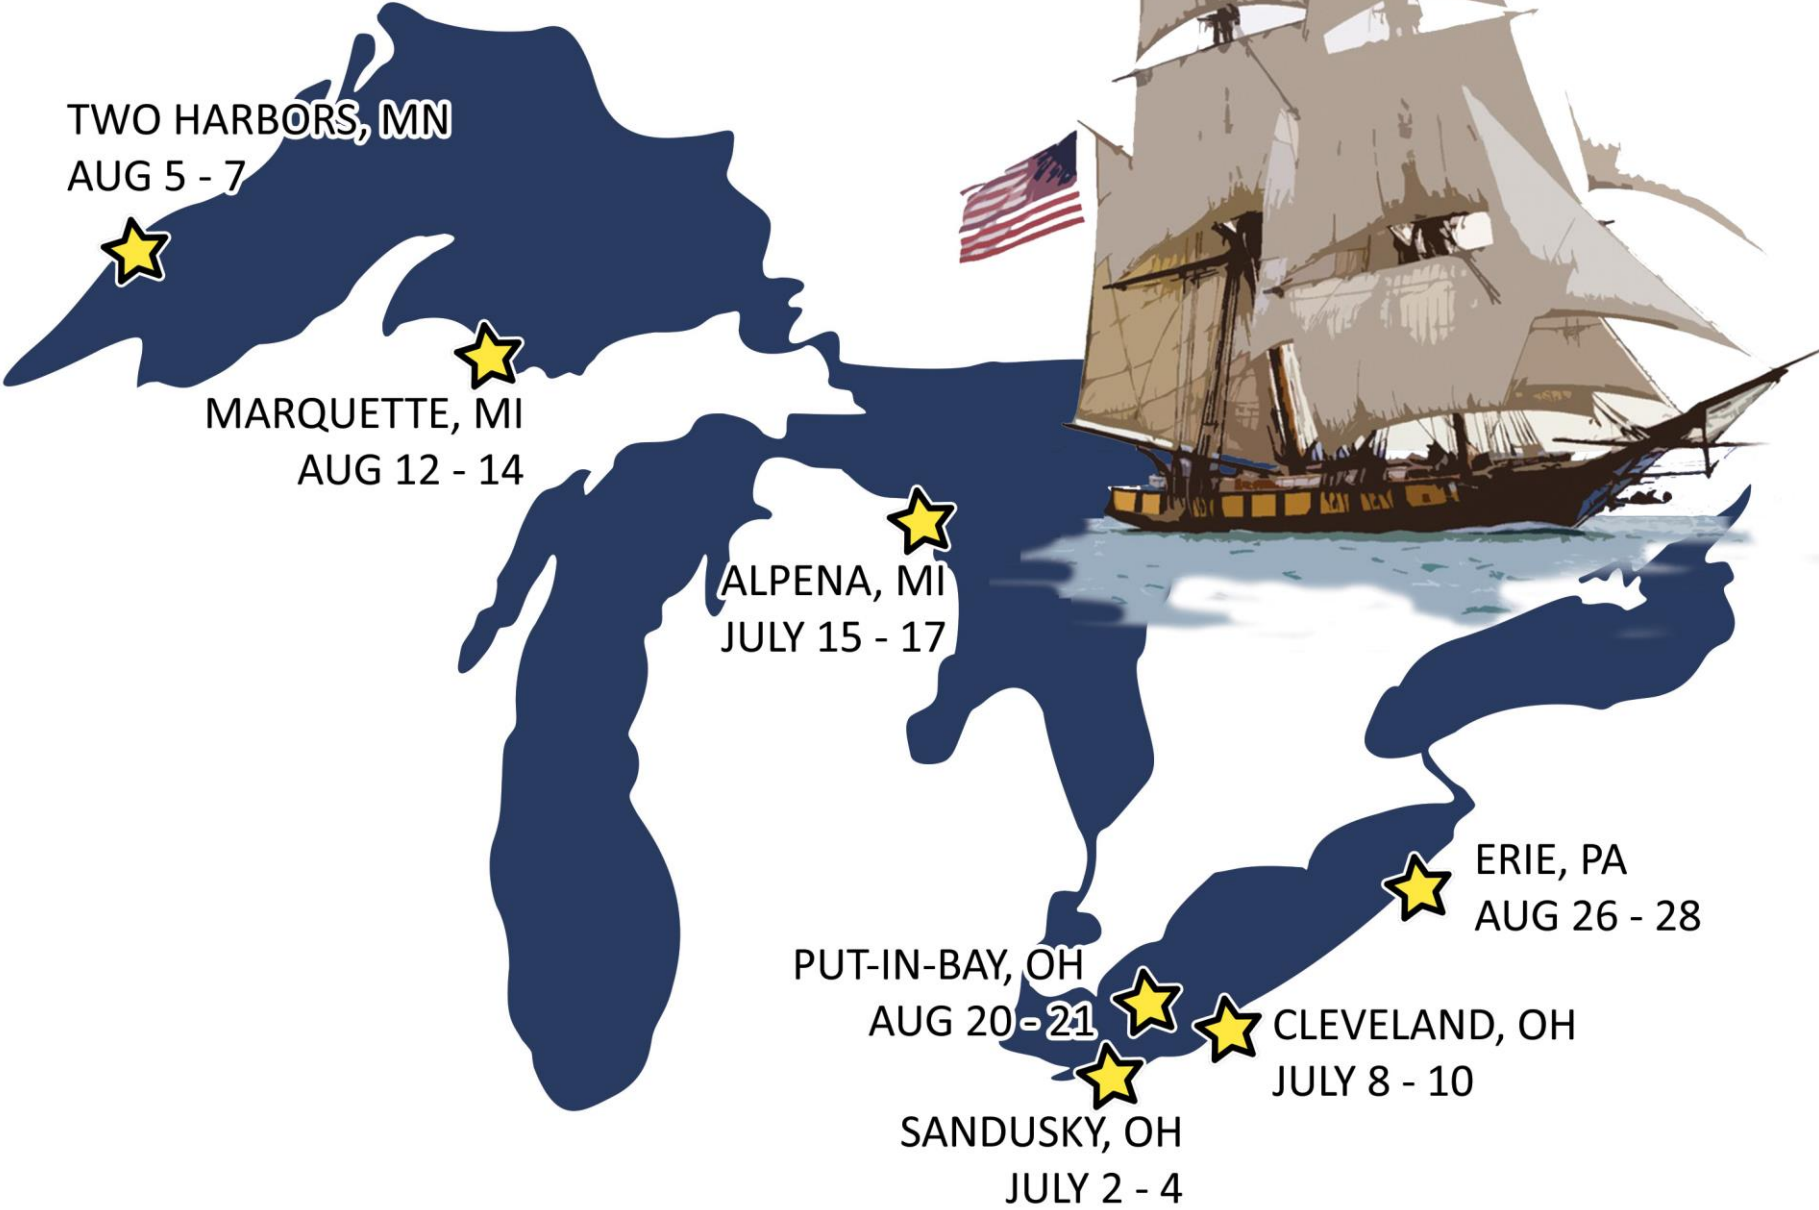 TWO HARBORS, MN
AUG 5 - 7
MARQUETTE, MI
AUG 12 - 14
ALPENA, MI
JULY 15 - 17
ERIE, PA
AUG 26 - 28
PUT-IN-BAY, OH
AUG 20 - 21
CLEVELAND, OH
JULY 8 - 10
SANDUSKY, OH
JULY 2 - 4